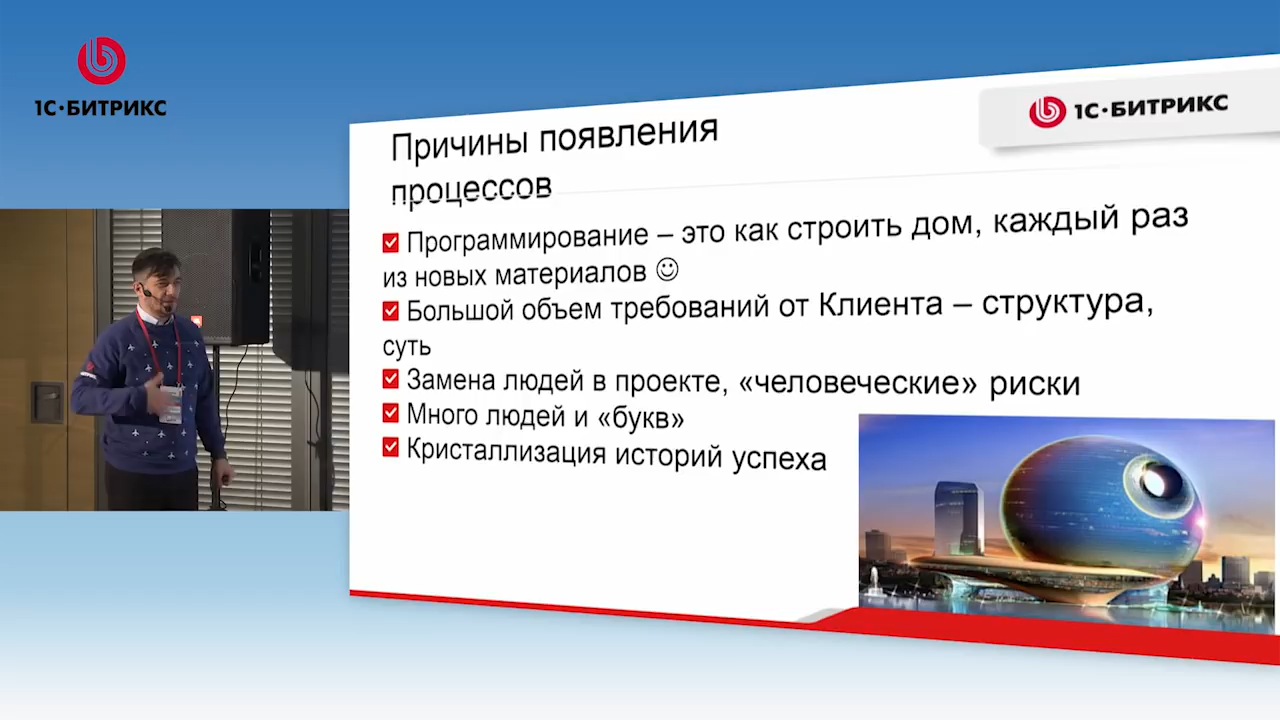 1С·БИТРИКС
1С·БИТРИКС
Причины появления
процессов
Программирование – это как строить дом, каждый раз
из новых материалов ☺
Большой объем требований от Клиента – структура,
суть
Замена людей в проекте, «человеческие» риски
Много людей и «букв»
Кристаллизация историй успеха